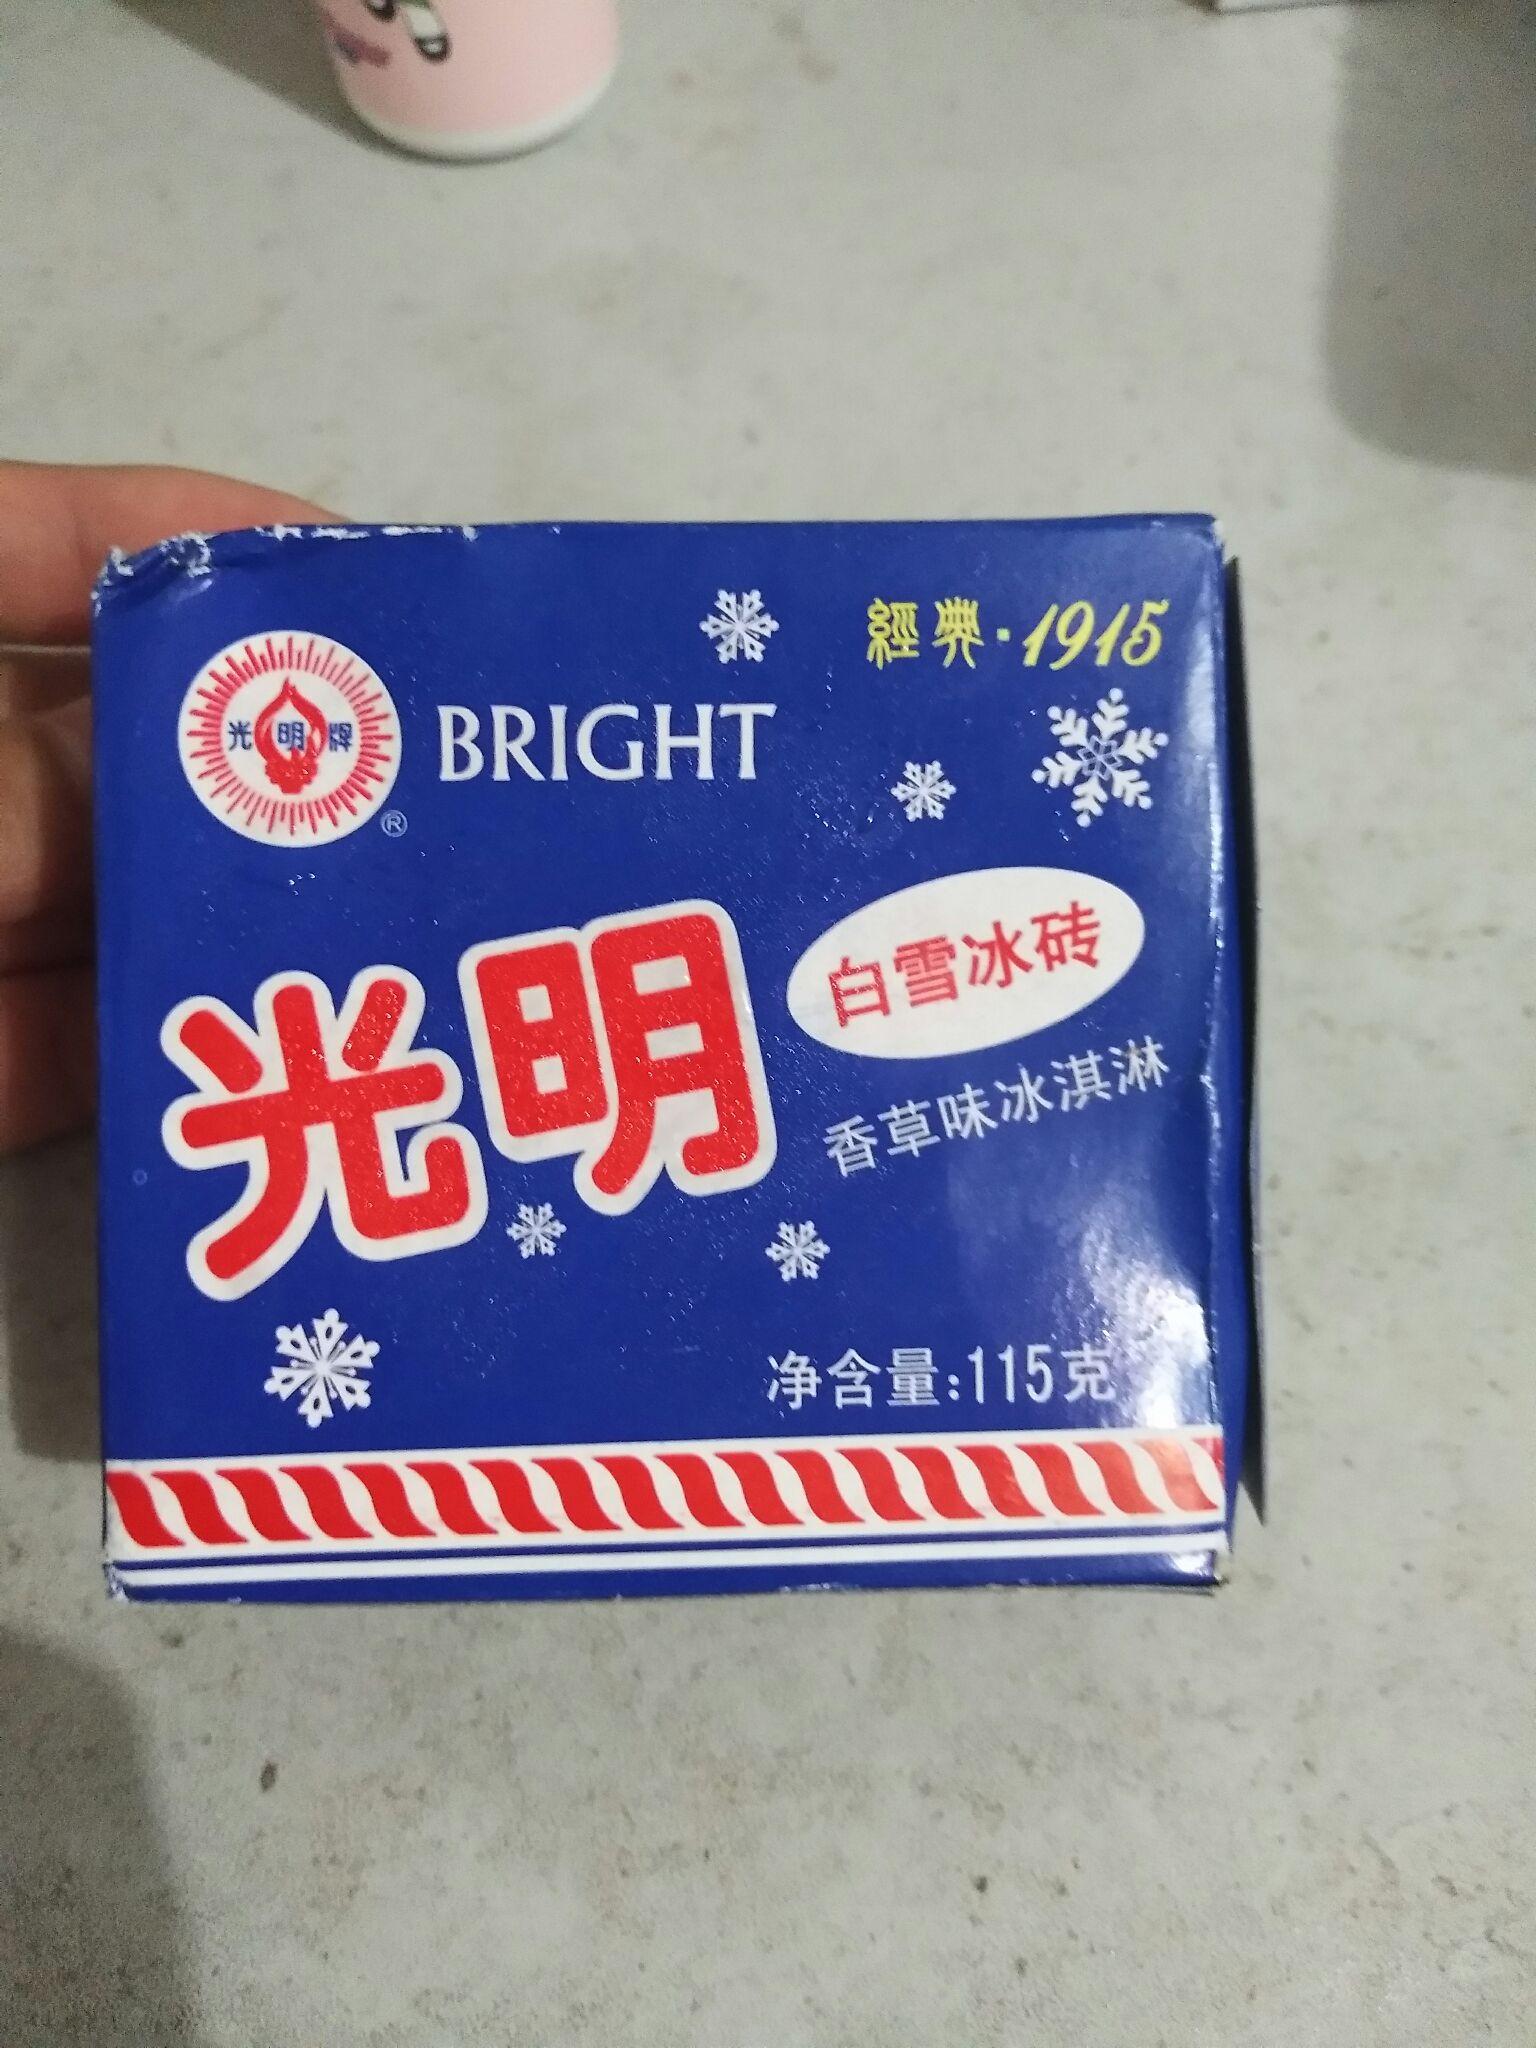 經典·1915
光明牌
®
BRIGHT
光明
白雪冰砖
香草味冰淇淋
净含量:115克